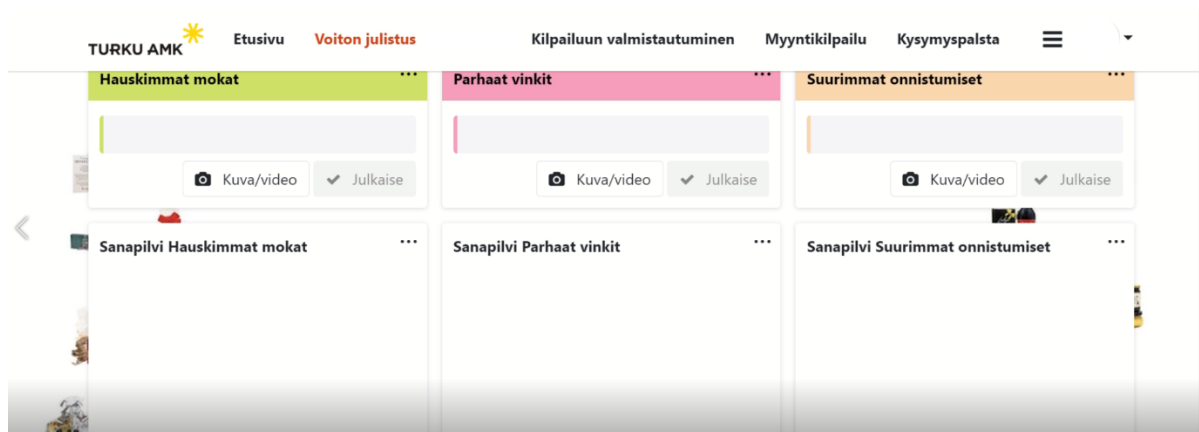 TURKU AMK Etusivu Voiton julistus Kilpailuun valmistautuminen Myyntikilpailu Kysymyspalsta
Hauskimmat mokat Parhaat vinkit Suurimmat onnistumiset
Kuva/video Julkaise Kuva/video Julkaise Kuva/video Julkaise
Sanapilvi Hauskimmat mokat Sanapilvi Parhaat vinkit Sanapilvi Suurimmat onnistumiset